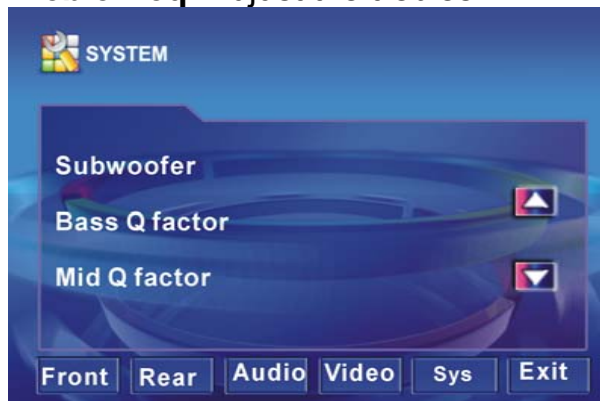 SYSTEM
Subwoofer
Bass Q factor
Mid Q factor
Front Rear Audio Video Sys Exit